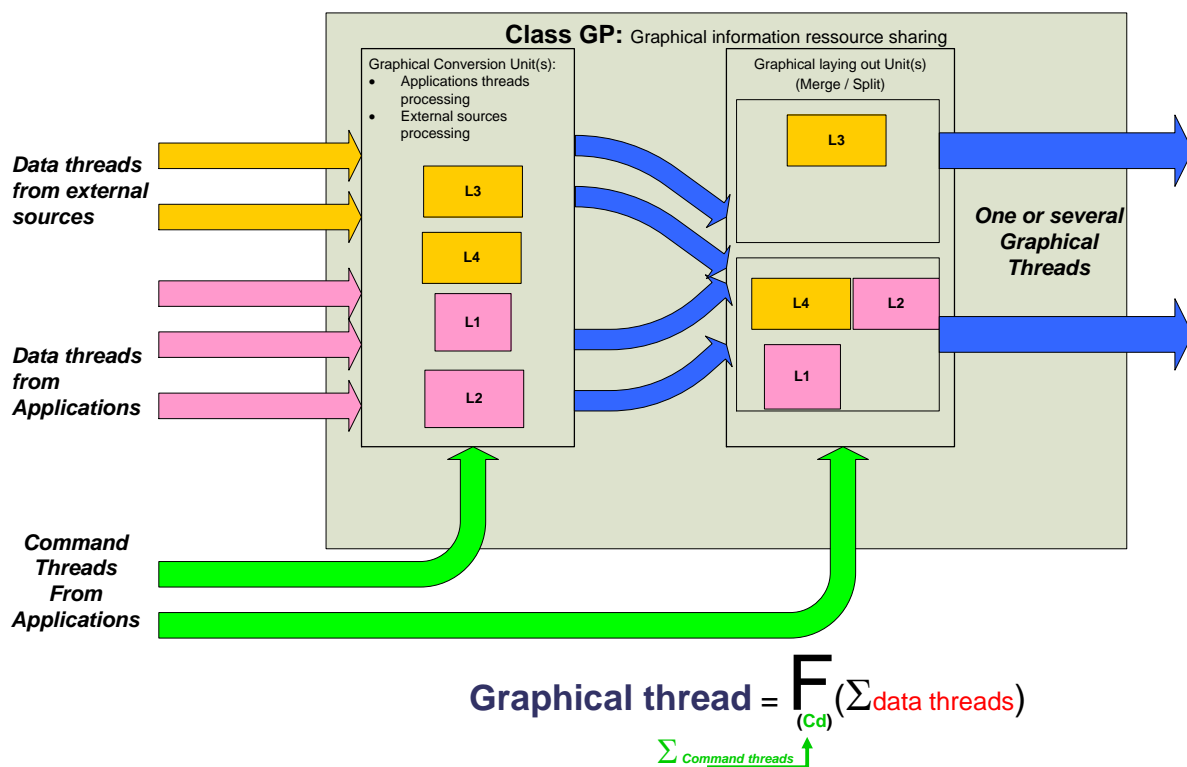 Class GP: Graphical information ressource sharing
Graphical Conversion Unit(s):
• Applications threads
processing
• External sources
processing
Graphical laying out Unit(s)
(Merge / Split)
Data threads
from external
sources
L3
L4
L1
L2
L3
L4
L2
L1
One or several
Graphical
Threads
Data threads
from
Applications
Command
Threads
From
Applications
Graphical thread = F(Σdata threads)
(Cd)
Σ Command threads